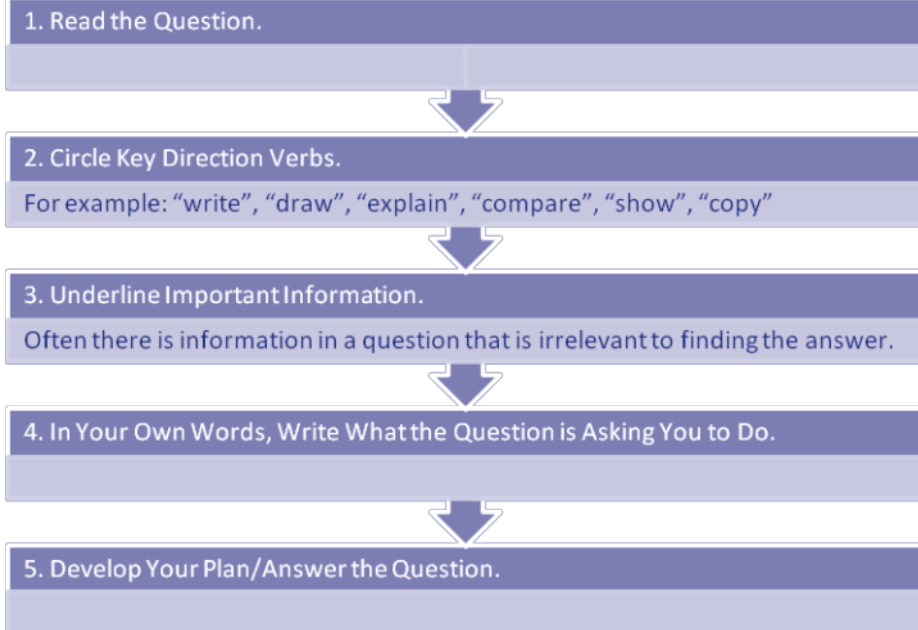 1. Read the Question.
2. Circle Key Direction Verbs.
For example: “write”, “draw”, “explain”, “compare”, “show”, “copy”
3. Underline Important Information.
Often there is information in a question that is irrelevant to finding the answer.
4. In Your Own Words, Write What the Question is Asking You to Do.
5. Develop Your Plan/Answer the Question.